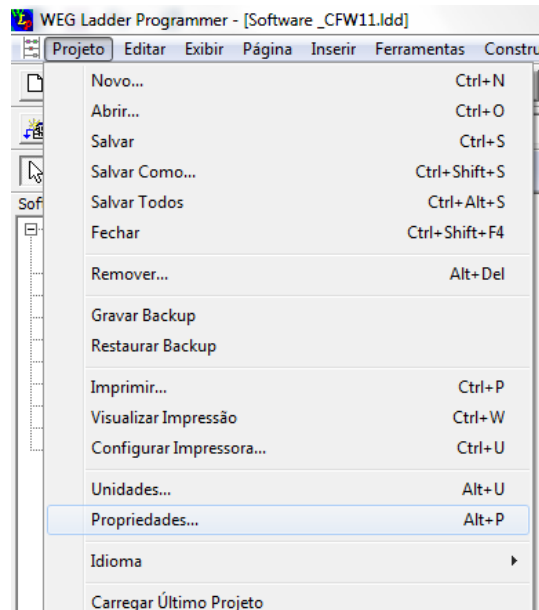 WEG Ladder Programmer - [Software _CFW11.ldd]
Projeto Editar Exibir Página Inserir Ferramentas Constru
Novo... Ctrl+N
Abrir... Ctrl+O
Salvar Ctrl+S
Salvar Como... Ctrl+Shift+S
Salvar Todos Ctrl+Alt+S
Sof
Fechar Ctrl+Shift+F4
Remover... Alt+Del
Gravar Backup
Restaurar Backup
Imprimir... Ctrl+P
Visualizar Impressão Ctrl+W
Configurar Impressora... Ctrl+U
Unidades... Alt+U
Propriedades... Alt+P
Idioma
Carregar Último Projeto